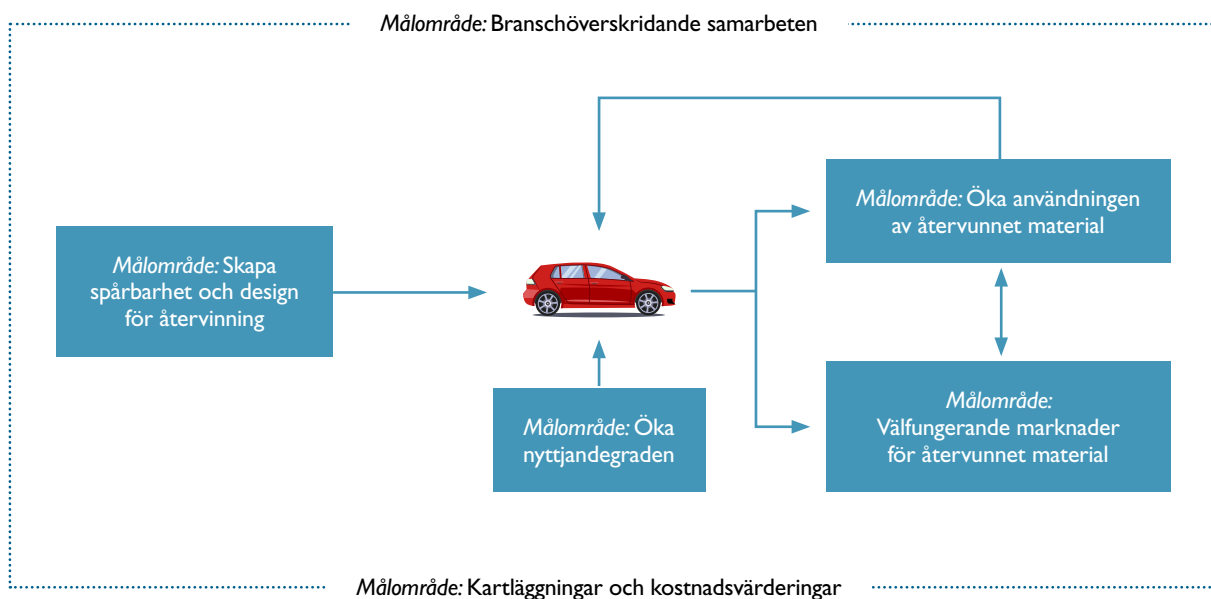 Målområde: Branschöverskridande samarbeten
Målområde: Öka användningen
av återvunnet material
Målområde: Skapa
spårbarhet och design
för återvinning
Målområde: Öka
nyttjandegraden
Målområde:
Välfungerande marknader
för återvunnet material
Målområde: Kartläggningar och kostnadsvärderingar